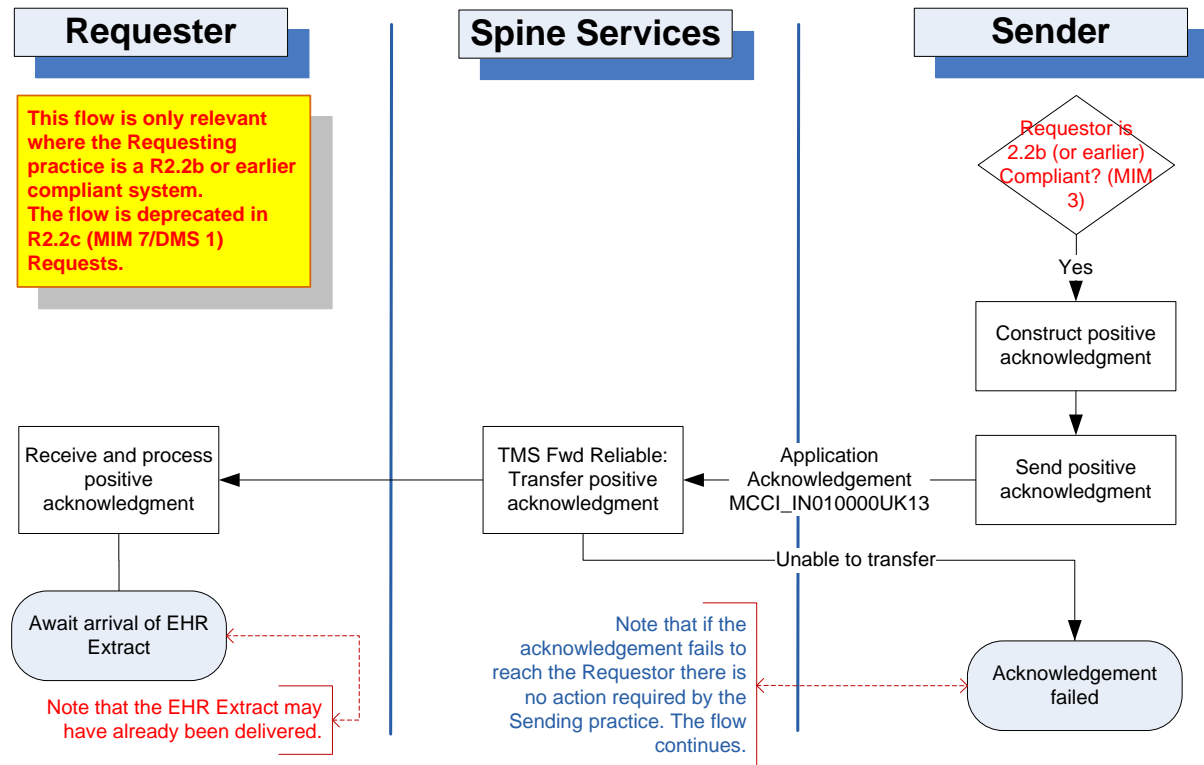 Requester
Spine Services
Sender
This flow is only relevant
where the Requesting
practice is a R2.2b or earlier
compliant system.
The flow is deprecated in
R2.2c (MIM 7/DMS 1)
Requests.
Requestor is
2.2b (or earlier)
Compliant? (MIM
3)
Yes
Construct positive
acknowledgment
Send positive
acknowledgment
Application
Acknowledgement
MCCI_IN010000UK13
TMS Fwd Reliable:
Transfer positive
acknowledgment
Receive and process
positive
acknowledgment
Unable to transfer
Await arrival of EHR
Extract
Note that the EHR Extract may
have already been delivered.
Note that if the
acknowledgement fails to
reach the Requestor there is
no action required by the
Sending practice. The flow
continues.
Acknowledgement
failed